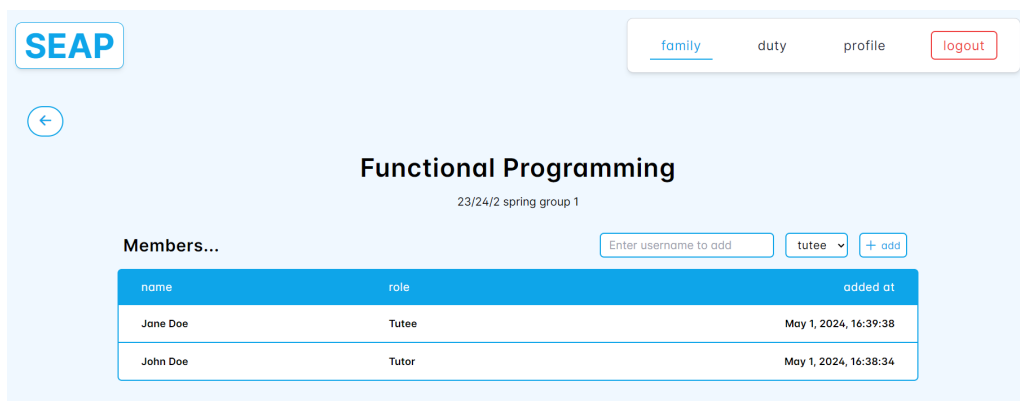 SEAP
family duty profile logout
←
Functional Programming
23/24/2 spring group 1
Members... Enter username to add tutee + add
name role added at
Jane Doe Tutee May 1, 2024, 16:39:38
John Doe Tutor May 1, 2024, 16:38:34